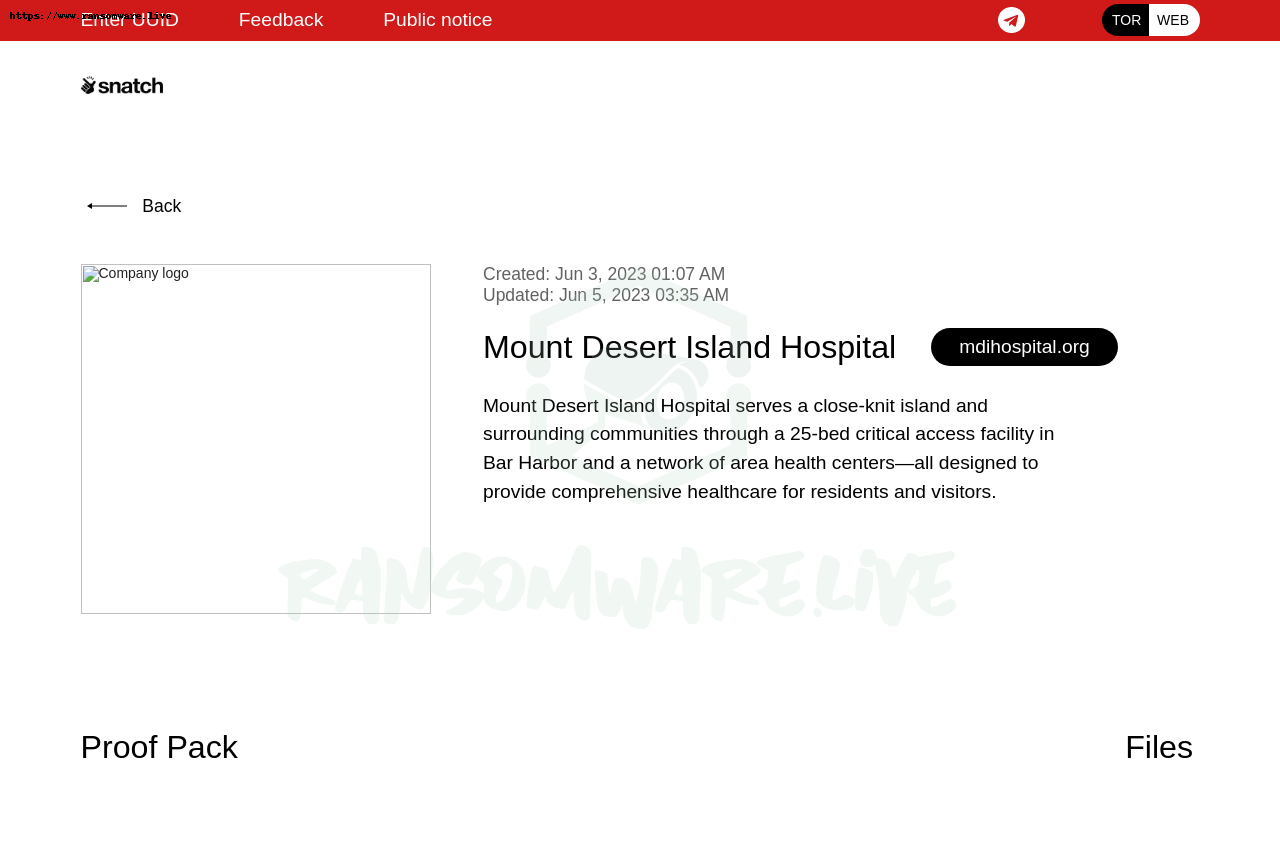 https://www.ransomware.live
Enter UUID Feedback Public notice TOR WEB
snatch
Back
Company logo
Created: Jun 3, 2023 01:07 AM
Updated: Jun 5, 2023 03:35 AM
Mount Desert Island Hospital mdihospital.org
Mount Desert Island Hospital serves a close-knit island and
surrounding communities through a 25-bed critical access facility in
Bar Harbor and a network of area health centers—all designed to
provide comprehensive healthcare for residents and visitors.
RANSOMWARE.LIVE
Proof Pack Files